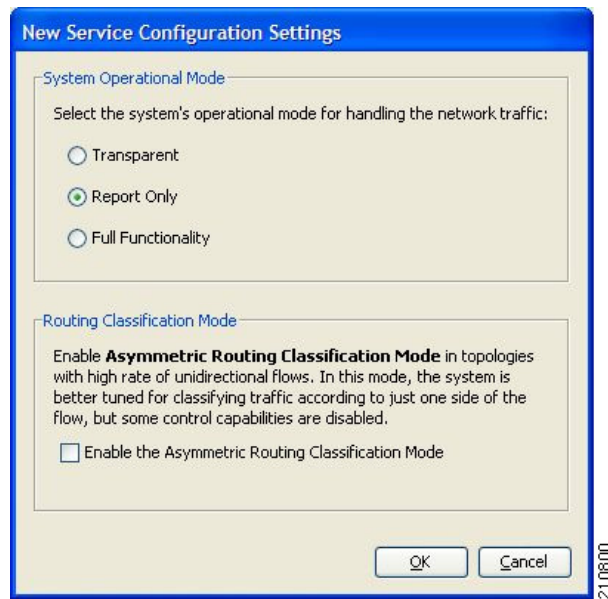 New Service Configuration Settings
System Operational Mode
Select the system's operational mode for handling the network traffic:
Transparent
Report Only
Full Functionality
Routing Classification Mode
Enable Asymmetric Routing Classification Mode in topologies
with high rate of unidirectional flows. In this mode, the system is
better tuned for classifying traffic according to just one side of the
flow, but some control capabilities are disabled.
Enable the Asymmetric Routing Classification Mode
OK Cancel
210800